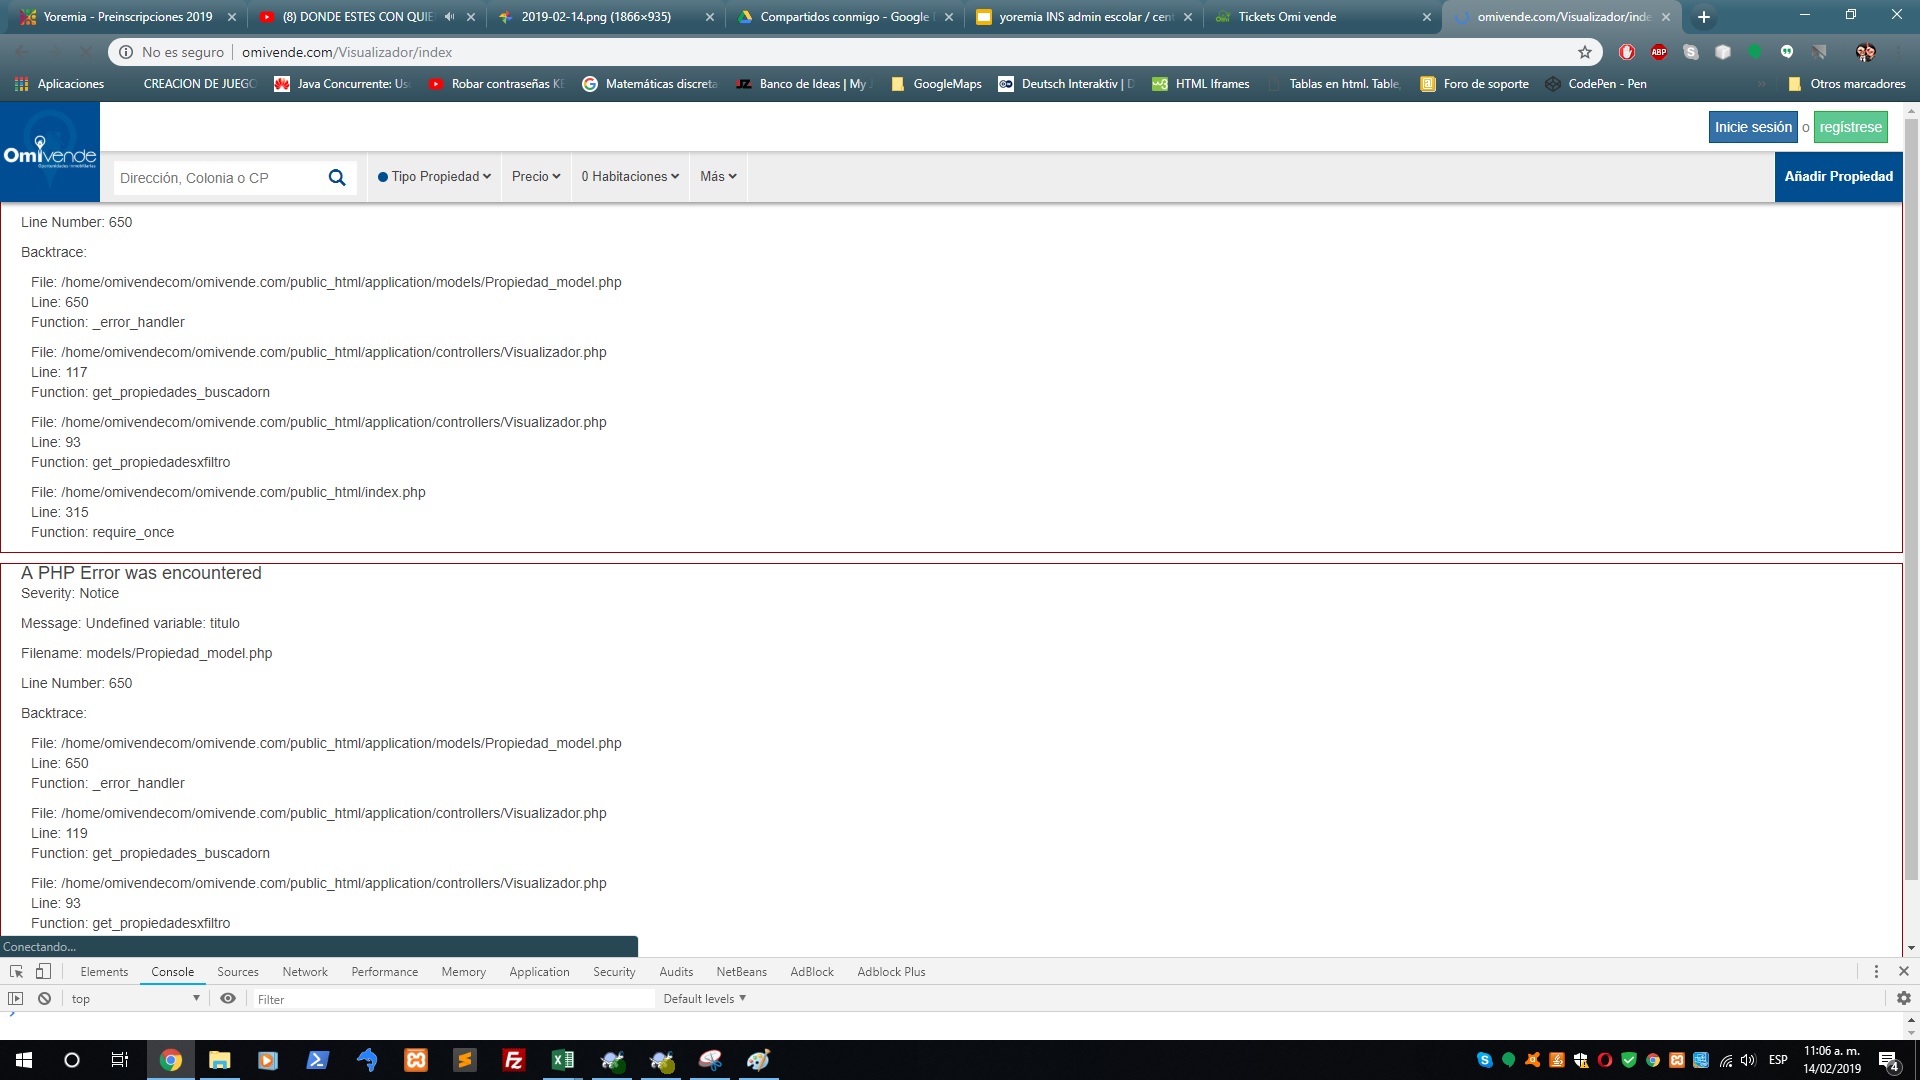 Yoremia - Preinscripciones 2019
(8) DONDE ESTES CON QUIE
2019-02-14.png (1866×935)
Compartidos conmigo - Google
yoremia INS admin escolar / cent
Tickets Omi vende
omivende.com/Visualizador/inde
No es seguro
omivende.com/Visualizador/index
ABP
Aplicaciones
CREACION DE JUEGO
Java Concurrente: Us
Robar contraseñas KE
Matemáticas discreta
Banco de Ideas | My J
GoogleMaps
Deutsch Interaktiv | D
HTML Iframes
Tablas en html. Table,
Foro de soporte
CodePen - Pen
Otros marcadores
Omivende
Inicie sesión o regístrese
Dirección, Colonia o CP
Tipo Propiedad
Precio
0 Habitaciones
Más
Añadir Propiedad
Line Number: 650
Backtrace:
File: /home/omivendecom/omivende.com/public_html/application/models/Propiedad_model.php
Line: 650
Function: _error_handler
File: /home/omivendecom/omivende.com/public_html/application/controllers/Visualizador.php
Line: 117
Function: get_propiedades_buscadorn
File: /home/omivendecom/omivende.com/public_html/application/controllers/Visualizador.php
Line: 93
Function: get_propiedadesxfiltro
File: /home/omivendecom/omivende.com/public_html/index.php
Line: 315
Function: require_once
A PHP Error was encountered
Severity: Notice
Message: Undefined variable: titulo
Filename: models/Propiedad_model.php
Line Number: 650
Backtrace:
File: /home/omivendecom/omivende.com/public_html/application/models/Propiedad_model.php
Line: 650
Function: _error_handler
File: /home/omivendecom/omivende.com/public_html/application/controllers/Visualizador.php
Line: 119
Function: get_propiedades_buscadorn
File: /home/omivendecom/omivende.com/public_html/application/controllers/Visualizador.php
Line: 93
Function: get_propiedadesxfiltro
Conectando...
Elements
Console
Sources
Network
Performance
Memory
Application
Security
Audits
NetBeans
AdBlock
Adblock Plus
top
Filter
Default levels
ESP
11:06 a. m.
14/02/2019
4